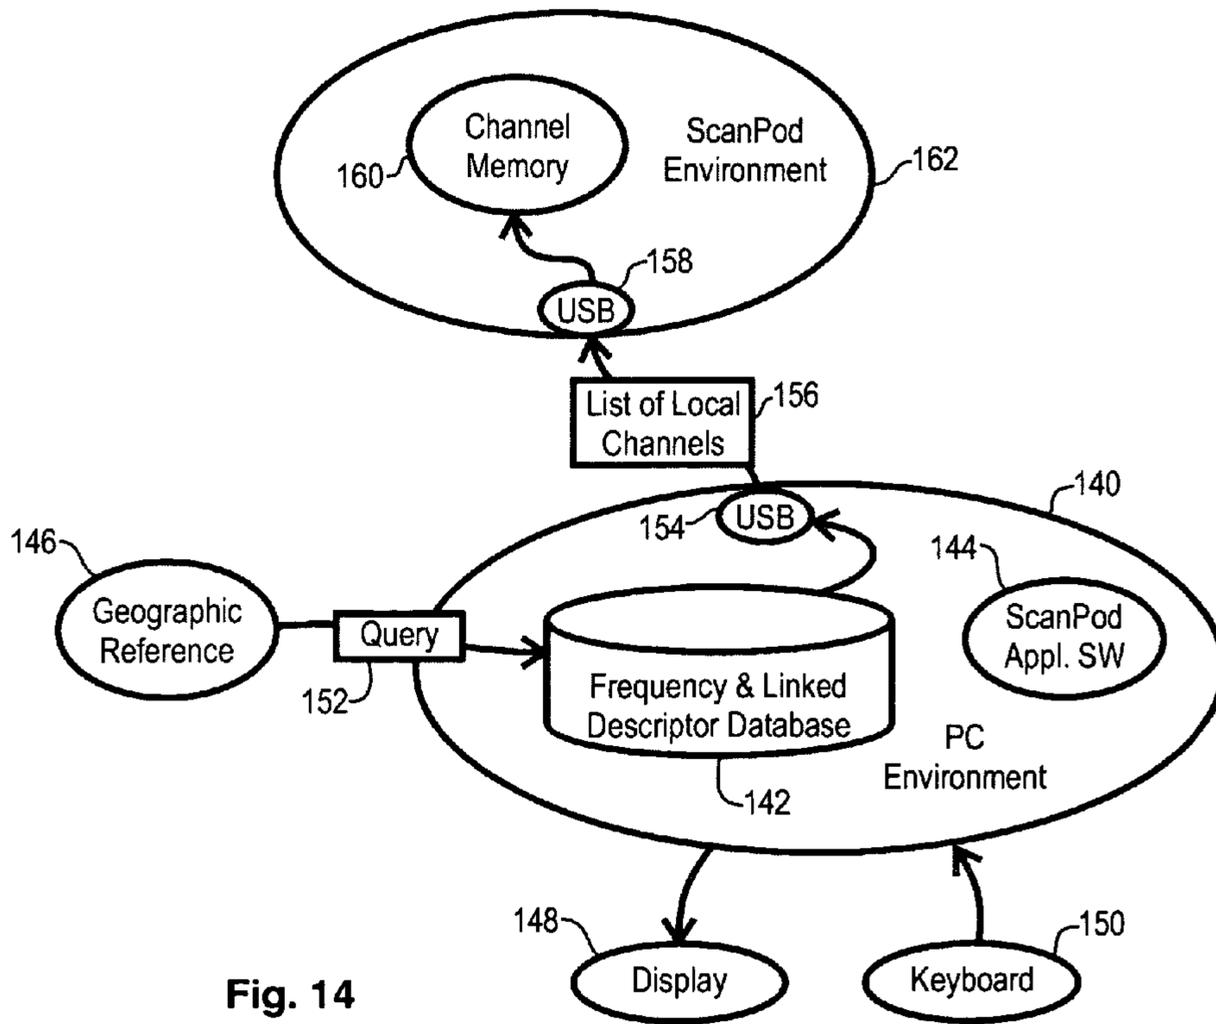 Channel
Memory
ScanPod
Environment
160
162
158
USB
List of Local
Channels
156
140
154
USB
146
144
Geographic
Reference
Query
152
ScanPod
Appl. SW
Frequency & Linked
Descriptor Database
PC
Environment
142
148
150
Display
Keyboard
Fig. 14